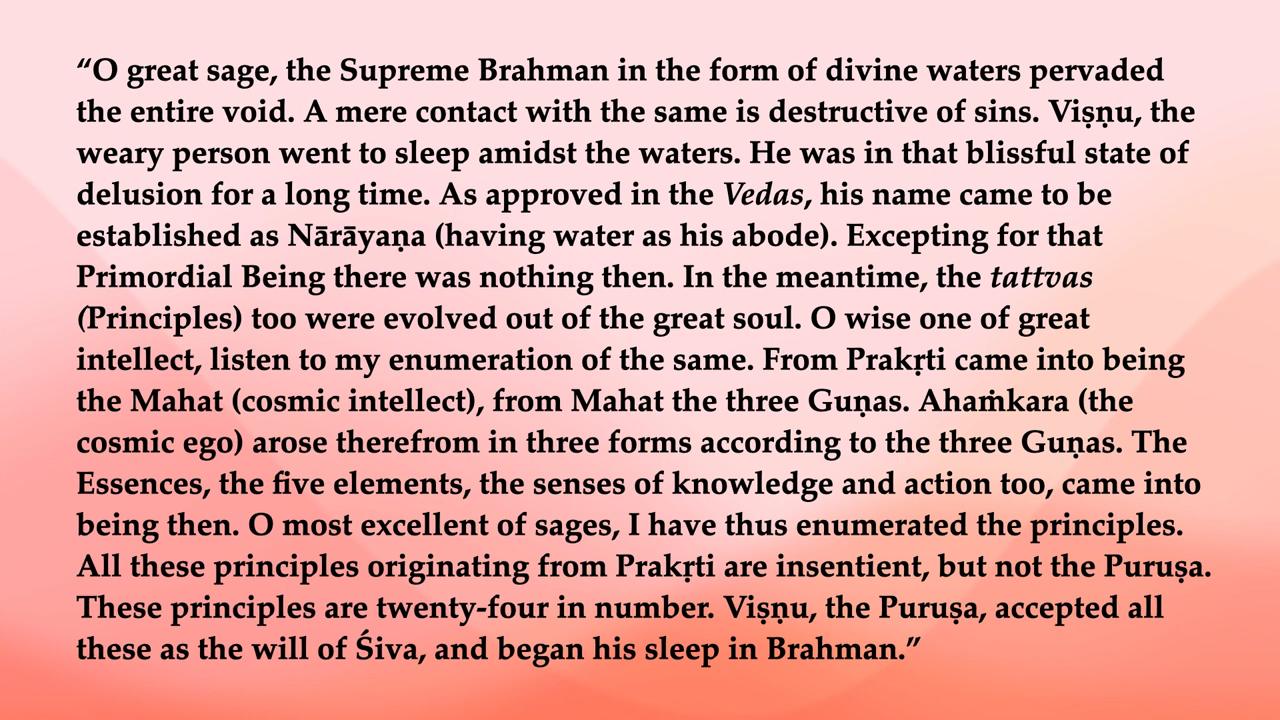 “O great sage, the Supreme Brahman in the form of divine waters pervaded
the entire void. A mere contact with the same is destructive of sins. Viṣṇu, the
weary person went to sleep amidst the waters. He was in that blissful state of
delusion for a long time. As approved in the Vedas, his name came to be
established as Nārāyaṇa (having water as his abode). Excepting for that
Primordial Being there was nothing then. In the meantime, the tattvas
(Principles) too were evolved out of the great soul. O wise one of great
intellect, listen to my enumeration of the same. From Prakṛti came into being
the Mahat (cosmic intellect), from Mahat the three Guṇas. Ahaṁkara (the
cosmic ego) arose therefrom in three forms according to the three Guṇas. The
Essences, the five elements, the senses of knowledge and action too, came into
being then. O most excellent of sages, I have thus enumerated the principles.
All these principles originating from Prakṛti are insentient, but not the Puruṣa.
These principles are twenty-four in number. Viṣṇu, the Puruṣa, accepted all
these as the will of Śiva, and began his sleep in Brahman.”